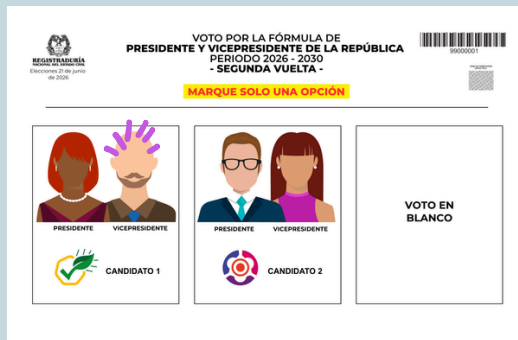 REGISTRADURÍA
NACIONAL DEL ESTADO CIVIL
Elecciones 21 de junio
de 2026
VOTO POR LA FÓRMULA DE
PRESIDENTE Y VICEPRESIDENTE DE LA REPÚBLICA
PERIODO 2026 - 2030
- SEGUNDA VUELTA -
99000001
MARQUE SOLO UNA OPCIÓN
PRESIDENTE VICEPRESIDENTE
CANDIDATO 1
PRESIDENTE VICEPRESIDENTE
CANDIDATO 2
VOTO EN
BLANCO